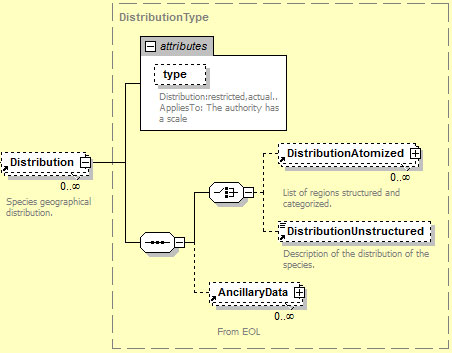 DistributionType
attributes
type
Distribution:restricted,actual..
AppliesTo: The authority has
a scale
Distribution
0..∞
Species geographical
distribution.
DistributionAtomized
0..∞
List of regions structured and
categorized.
DistributionUnstructured
Description of the distribution of the
species.
AncillaryData
0..∞
From EOL